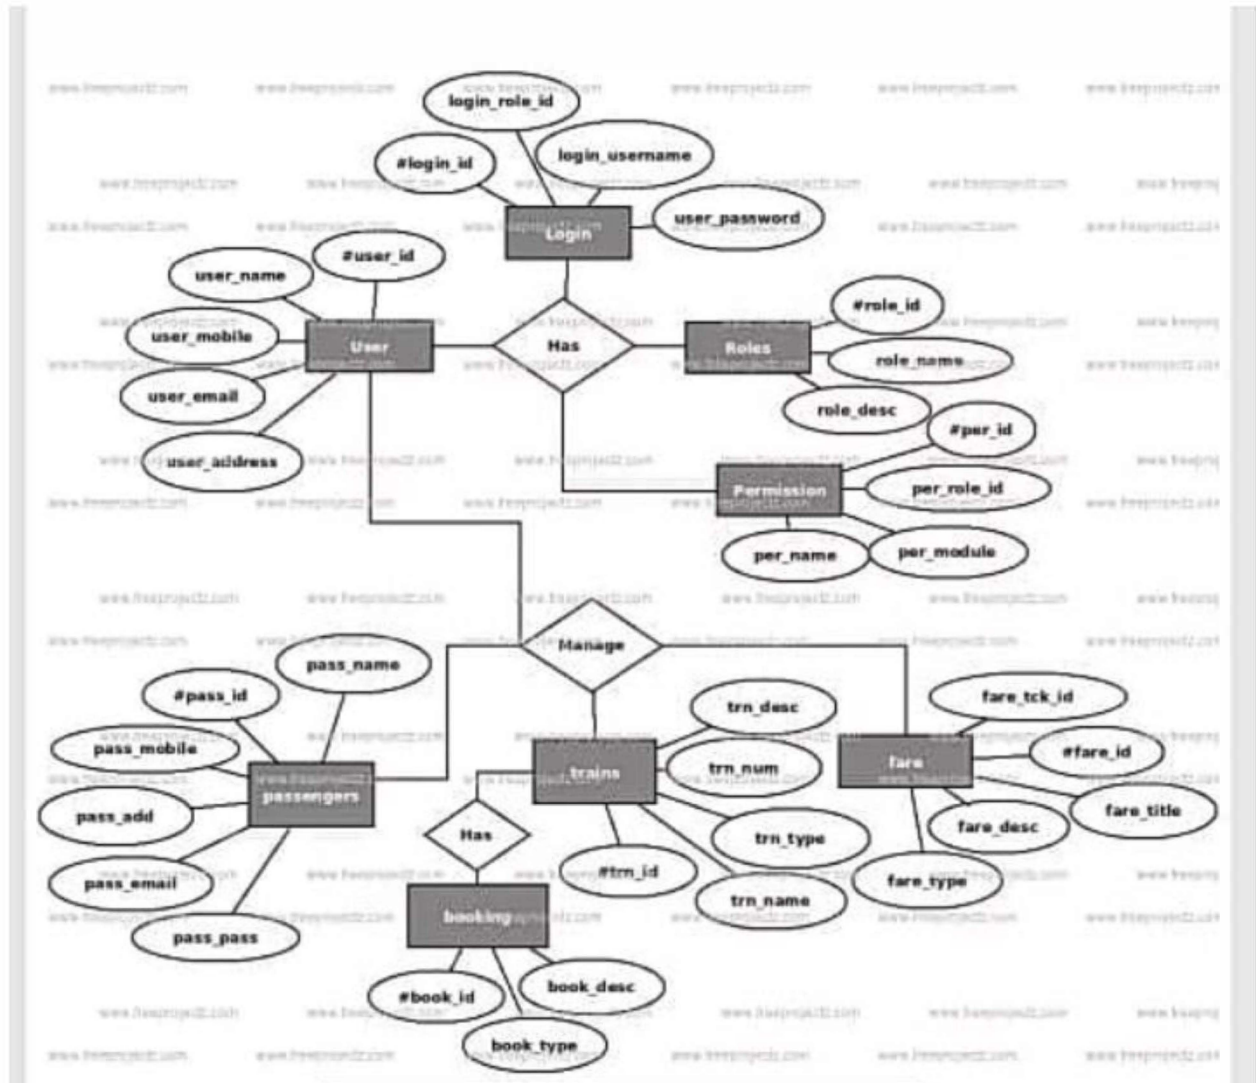 login_role_id
#login_id
login_username
user_password
Login
#user_id
user_name
user_mobile
user_email
user_address
User
Has
Roles
#role_id
role_name
role_desc
Permission
#per_id
per_role_id
per_name
per_module
Manage
pass_name
#pass_id
pass_mobile
pass_add
pass_email
pass_pass
passengers
trains
trn_desc
trn_num
trn_type
#trn_id
trn_name
Has
booking
#book_id
book_desc
book_type
fare
fare_tck_id
#fare_id
fare_title
fare_desc
fare_type